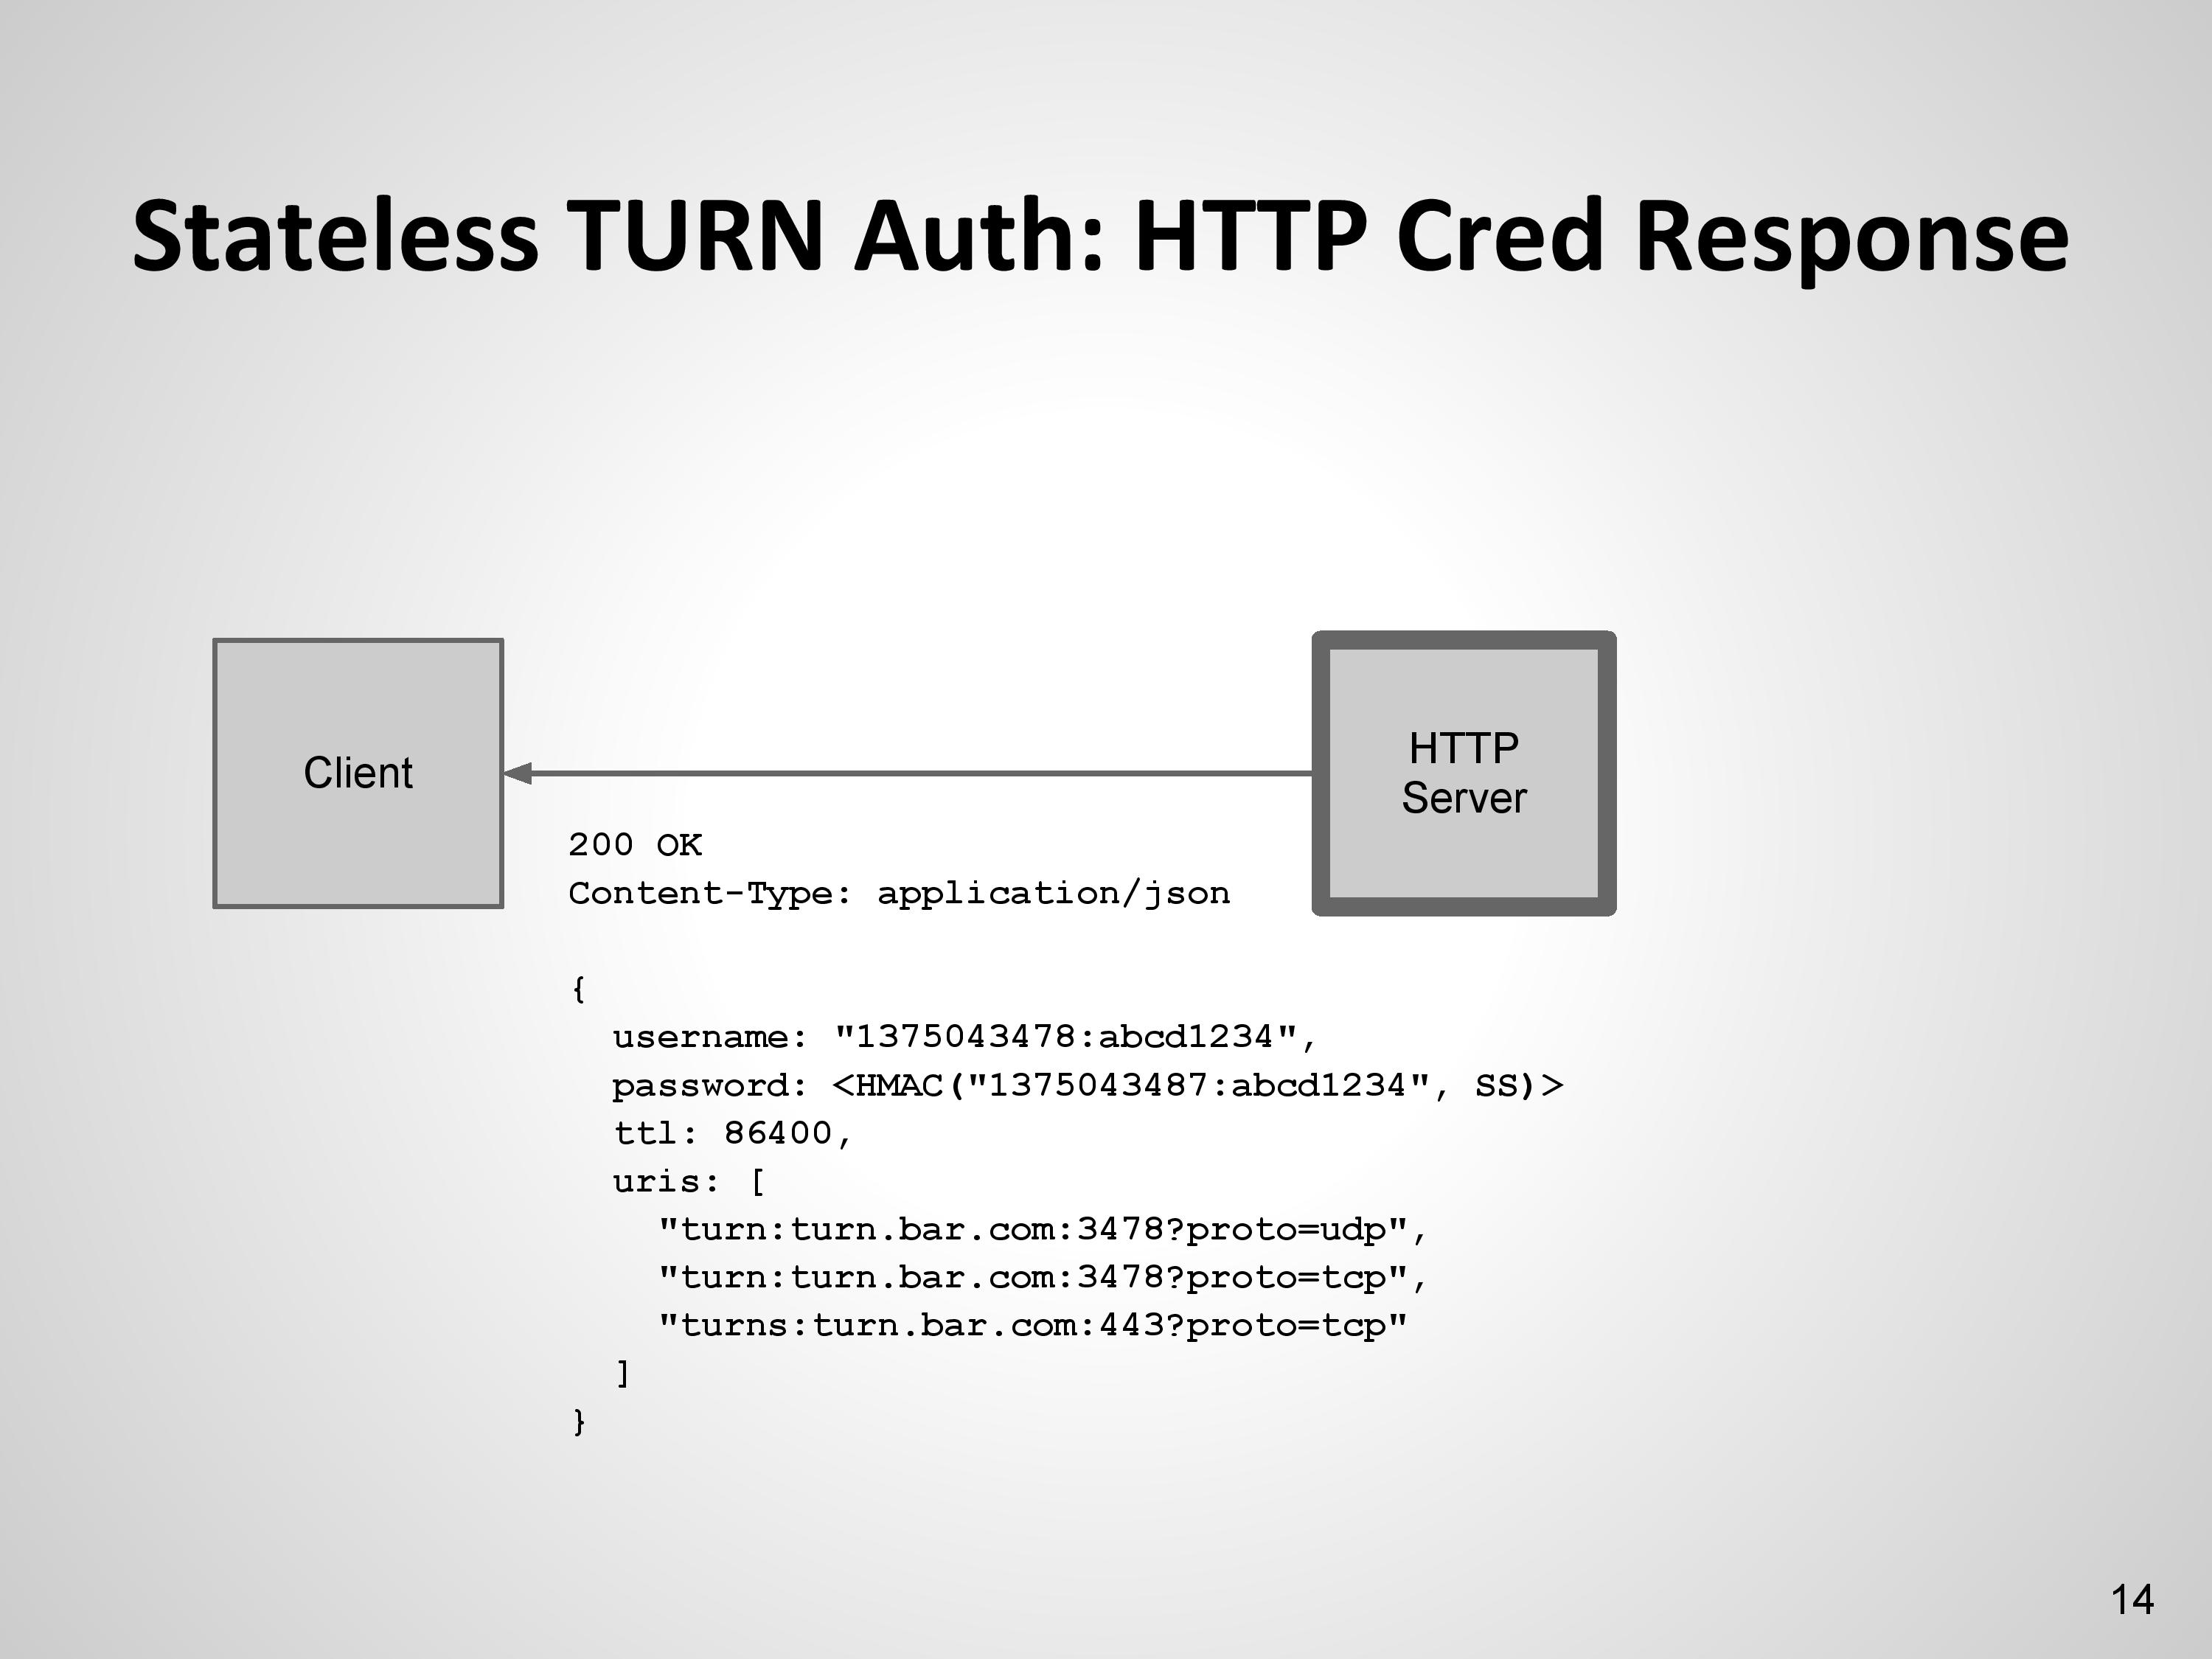 Stateless TURN Auth: HTTP Cred Response
Client
HTTP
Server
200 OK
Content-Type: application/json
{
username: "1375043478:abcd1234",
password: <HMAC("1375043487:abcd1234", SS)>
ttl: 86400,
uris: [
"turn:turn.bar.com:3478?proto=udp",
"turn:turn.bar.com:3478?proto=tcp",
"turns:turn.bar.com:443?proto=tcp"
]
}
14